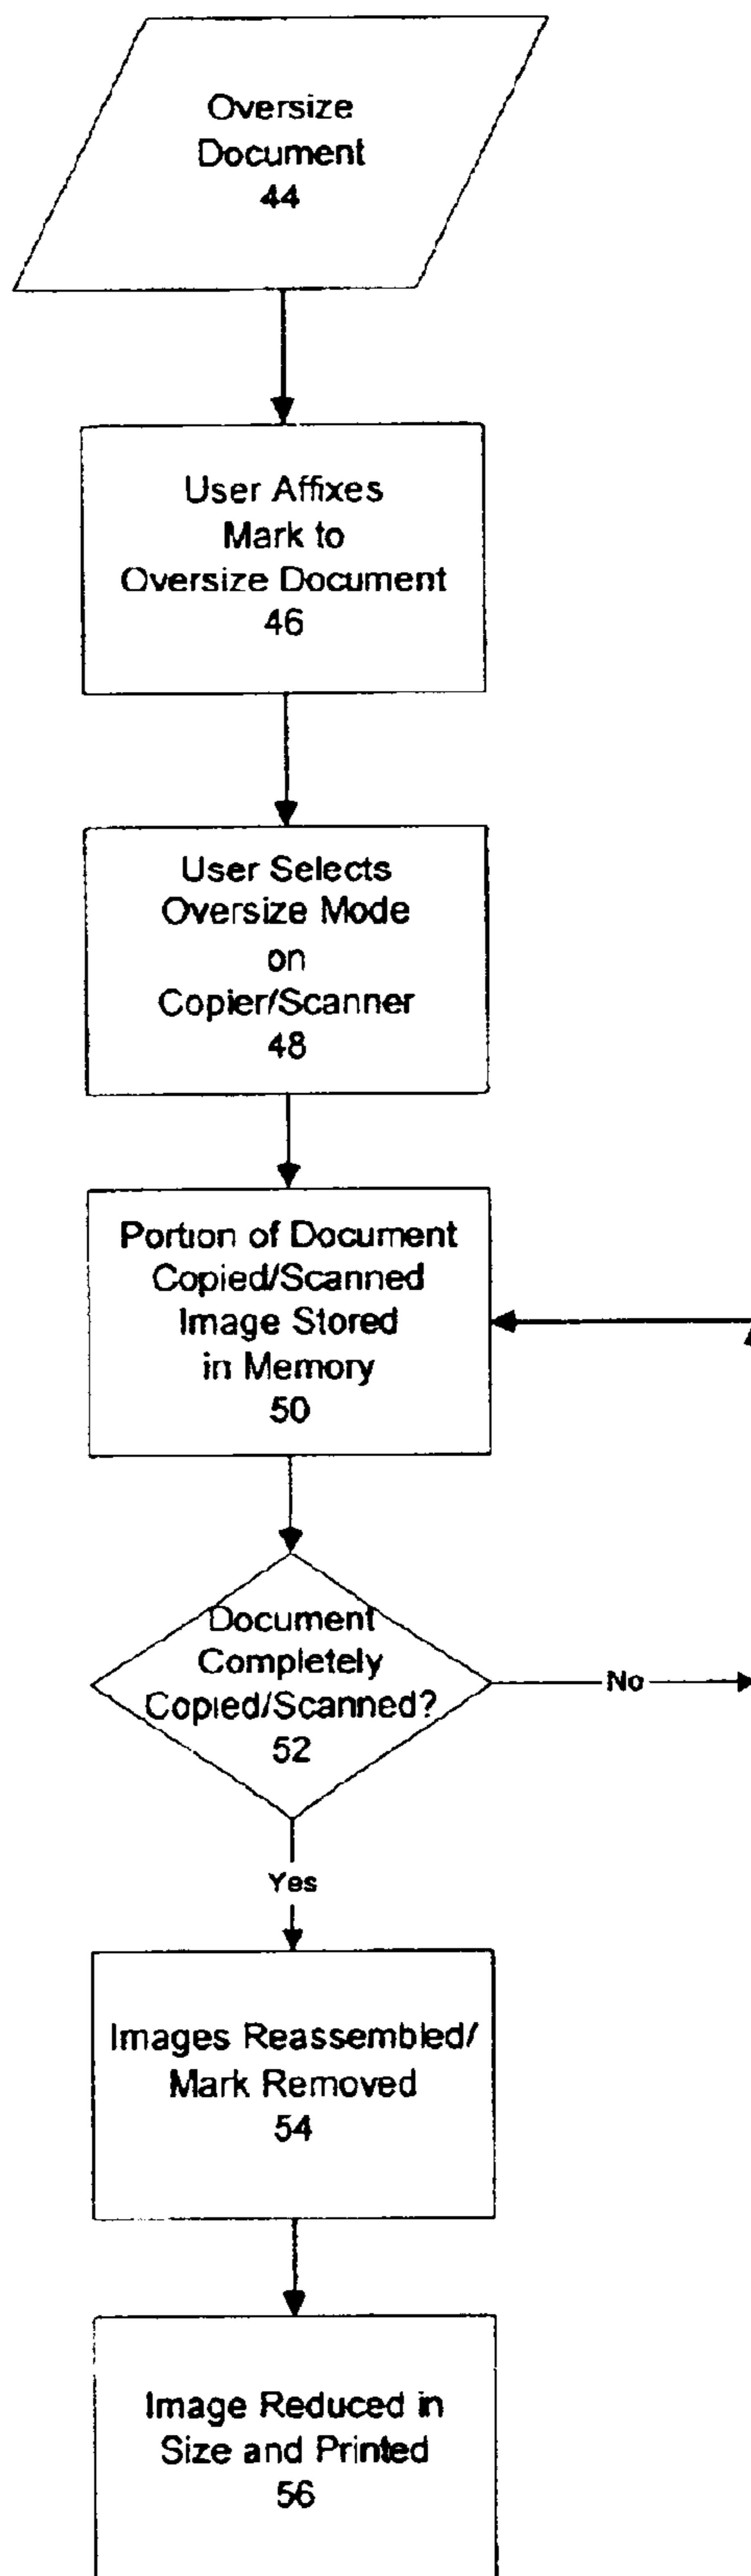 Oversize
Document
44
User Affixes
Mark to
Oversize Document
46
User Selects
Oversize Mode
on
Copier/Scanner
48
Portion of Document
Copied/Scanned
Image Stored
in Memory
50
Document
Completely
Copied/Scanned?
52
No
Yes
Images Reassembled/
Mark Removed
54
Image Reduced in
Size and Printed
56